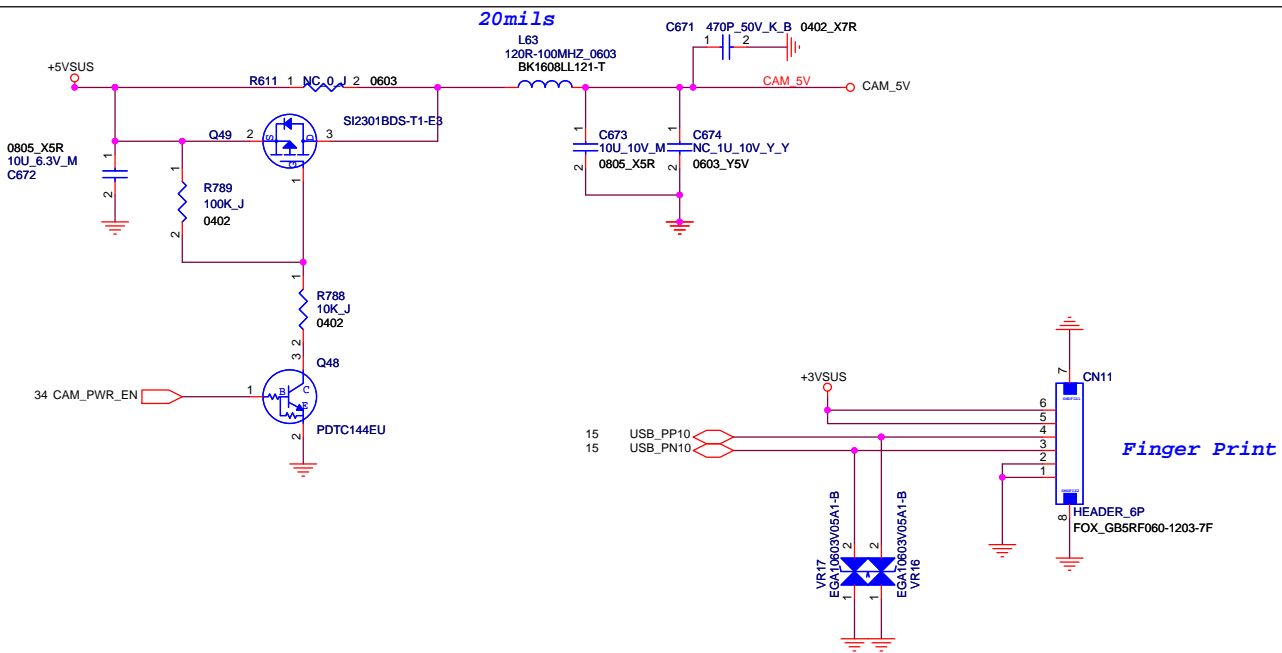 20mils
C671 470P_50V_K_B 0402_X7R
1 2
L63
120R-100MHZ_0603
BK1608LL121-T
+5VSUS
R611 1 NC_0_J 2 0603
CAM_5V CAM_5V
SI2301BDS-T1-E3
Q49 2 S D 3
G
1
0805_X5R
10U_6.3V_M
C672
1
2
1
R789
100K_J
0402
2
1
C673
10U_10V_M
0805_X5R
2
1
C674
NC_1U_10V_Y_Y
0603_Y5V
2
1
R788
10K_J
0402
2
3
Q48
34 CAM_PWR_EN
1
B
C
E
PDTC144EU
2
+3VSUS
7
CN11
6
5
15 USB_PP10
4
15 USB_PN10
3
2
1
Finger Print
8
HEADER_6P
FOX_GB5RF060-1203-7F
VR17
EGA10603V05A1-B
2
1
EGA10603V05A1-B
VR16
2
1